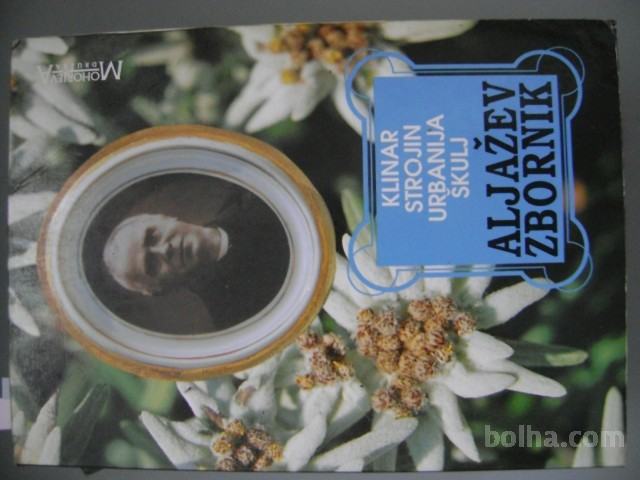 KLINAR
STROJIN
URBANIJA
ŠKULJ
ALJAŽEV
ZBORNIK
MOHORJEVA
DRUŽBA
bolha.com